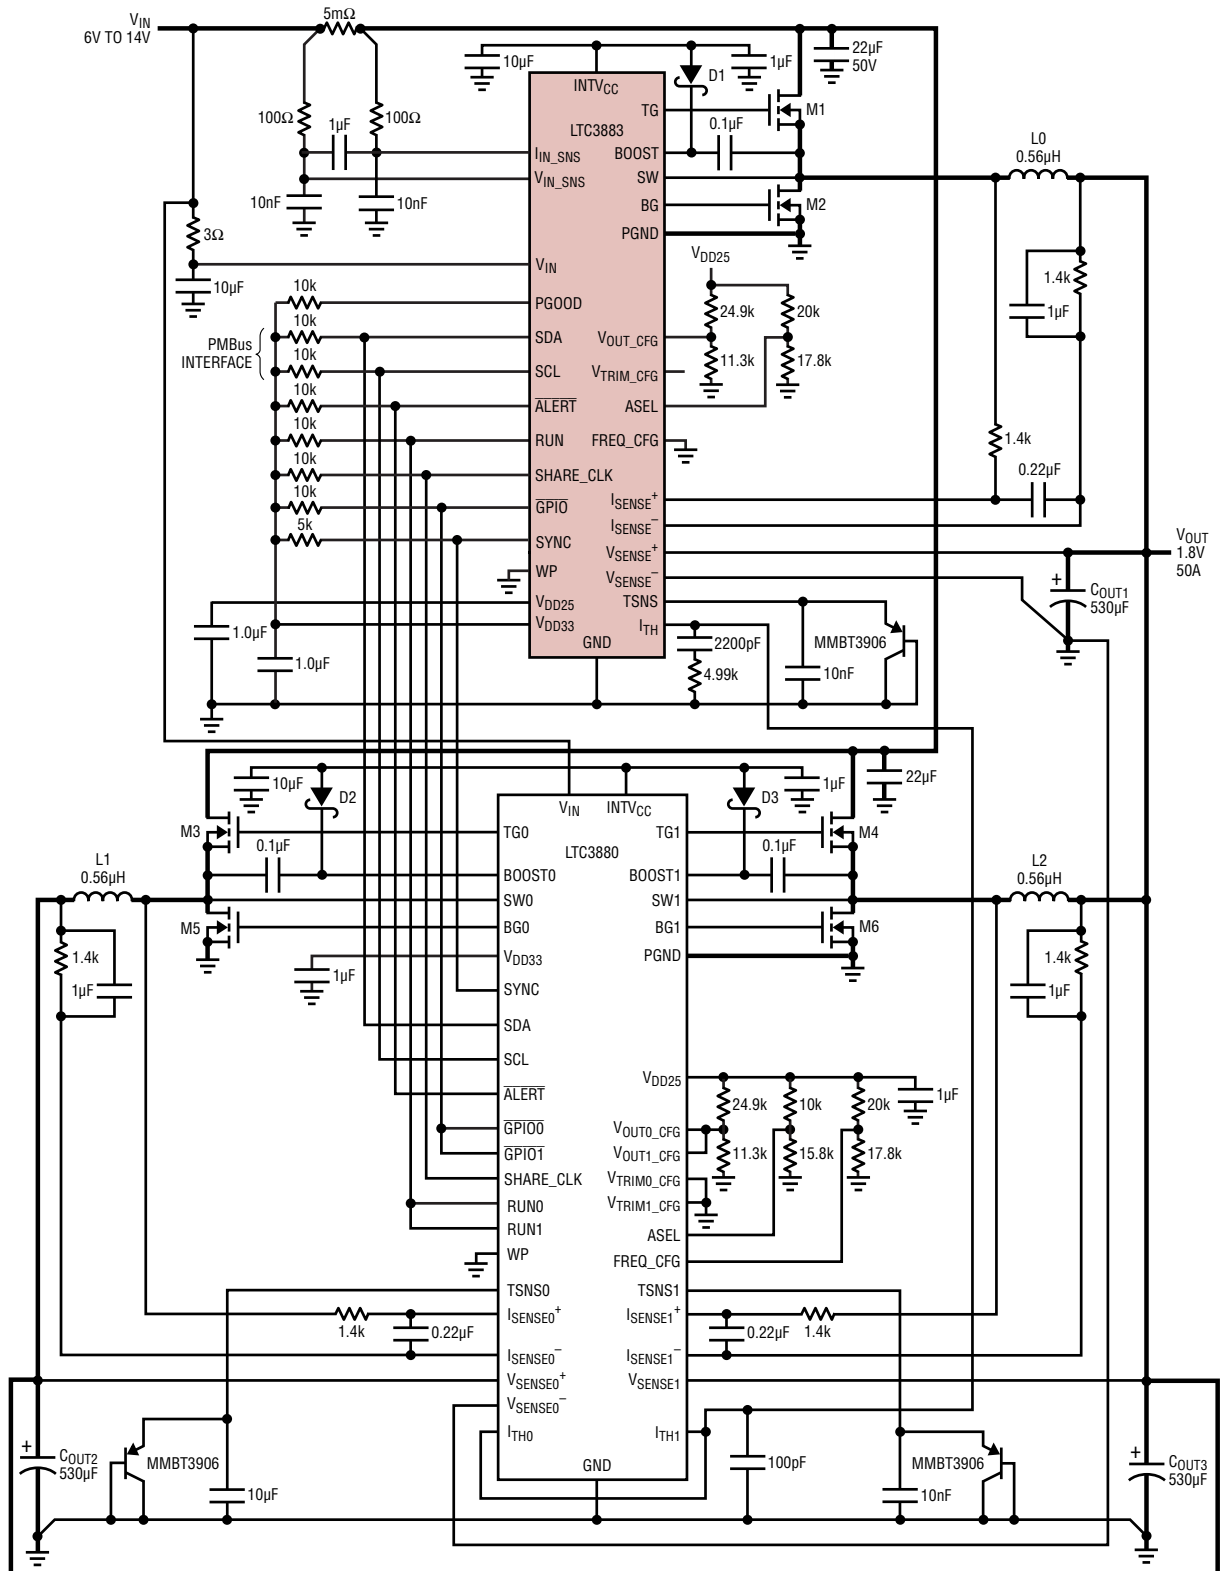 VIN
6V TO 14V
5mΩ
10µF
1µF
22µF
50V
D1
INTVCC
LTC3883
TG
M1
100Ω
1µF
100Ω
0.1µF
L0
0.56µH
IIN_SNS
BOOST
VIN_SNS
SW
10nF
10nF
BG
M2
3Ω
PGND
VDD25
VIN
10µF
1.4k
1µF
10k
PGOOD
24.9k
20k
10k
PMBus
INTERFACE
SDA
VOUT_CFG
11.3k
17.8k
10k
SCL
VTRIM_CFG
10k
ALERT
ASEL
10k
RUN
FREQ_CFG
1.4k
10k
SHARE_CLK
0.22µF
10k
GPIO
ISENSE+
5k
SYNC
ISENSE–
VOUT
1.8V
50A
VSENSE+
WP
VSENSE–
+
COUT1
530µF
VDD25
TSNS
VDD33
ITH
1.0µF
GND
2200pF
MMBT3906
1.0µF
4.99k
10nF
10µF
D2
VIN
INTVCC
D3
1µF
22µF
M3
TG0
LTC3880
TG1
M4
L1
0.56µH
0.1µF
BOOST0
BOOST1
0.1µF
L2
0.56µH
SW0
SW1
M5
BG0
BG1
M6
1.4k
VDD33
PGND
1.4k
1µF
1µF
SYNC
1µF
SDA
SCL
VDD25
ALERT
24.9k
10k
20k
1µF
GPIO0
VOUT0_CFG
GPIO1
VOUT1_CFG
11.3k
15.8k
17.8k
SHARE_CLK
VTRIM0_CFG
RUN0
VTRIM1_CFG
RUN1
ASEL
WP
FREQ_CFG
TSNS0
TSNS1
ISENSE0+
ISENSE1+
1.4k
0.22µF
0.22µF
1.4k
ISENSE0–
ISENSE1–
VSENSE0+
VSENSE1
VSENSE0–
ITH0
ITH1
+
COUT2
530µF
MMBT3906
GND
100pF
MMBT3906
+
COUT3
530µF
10µF
10nF